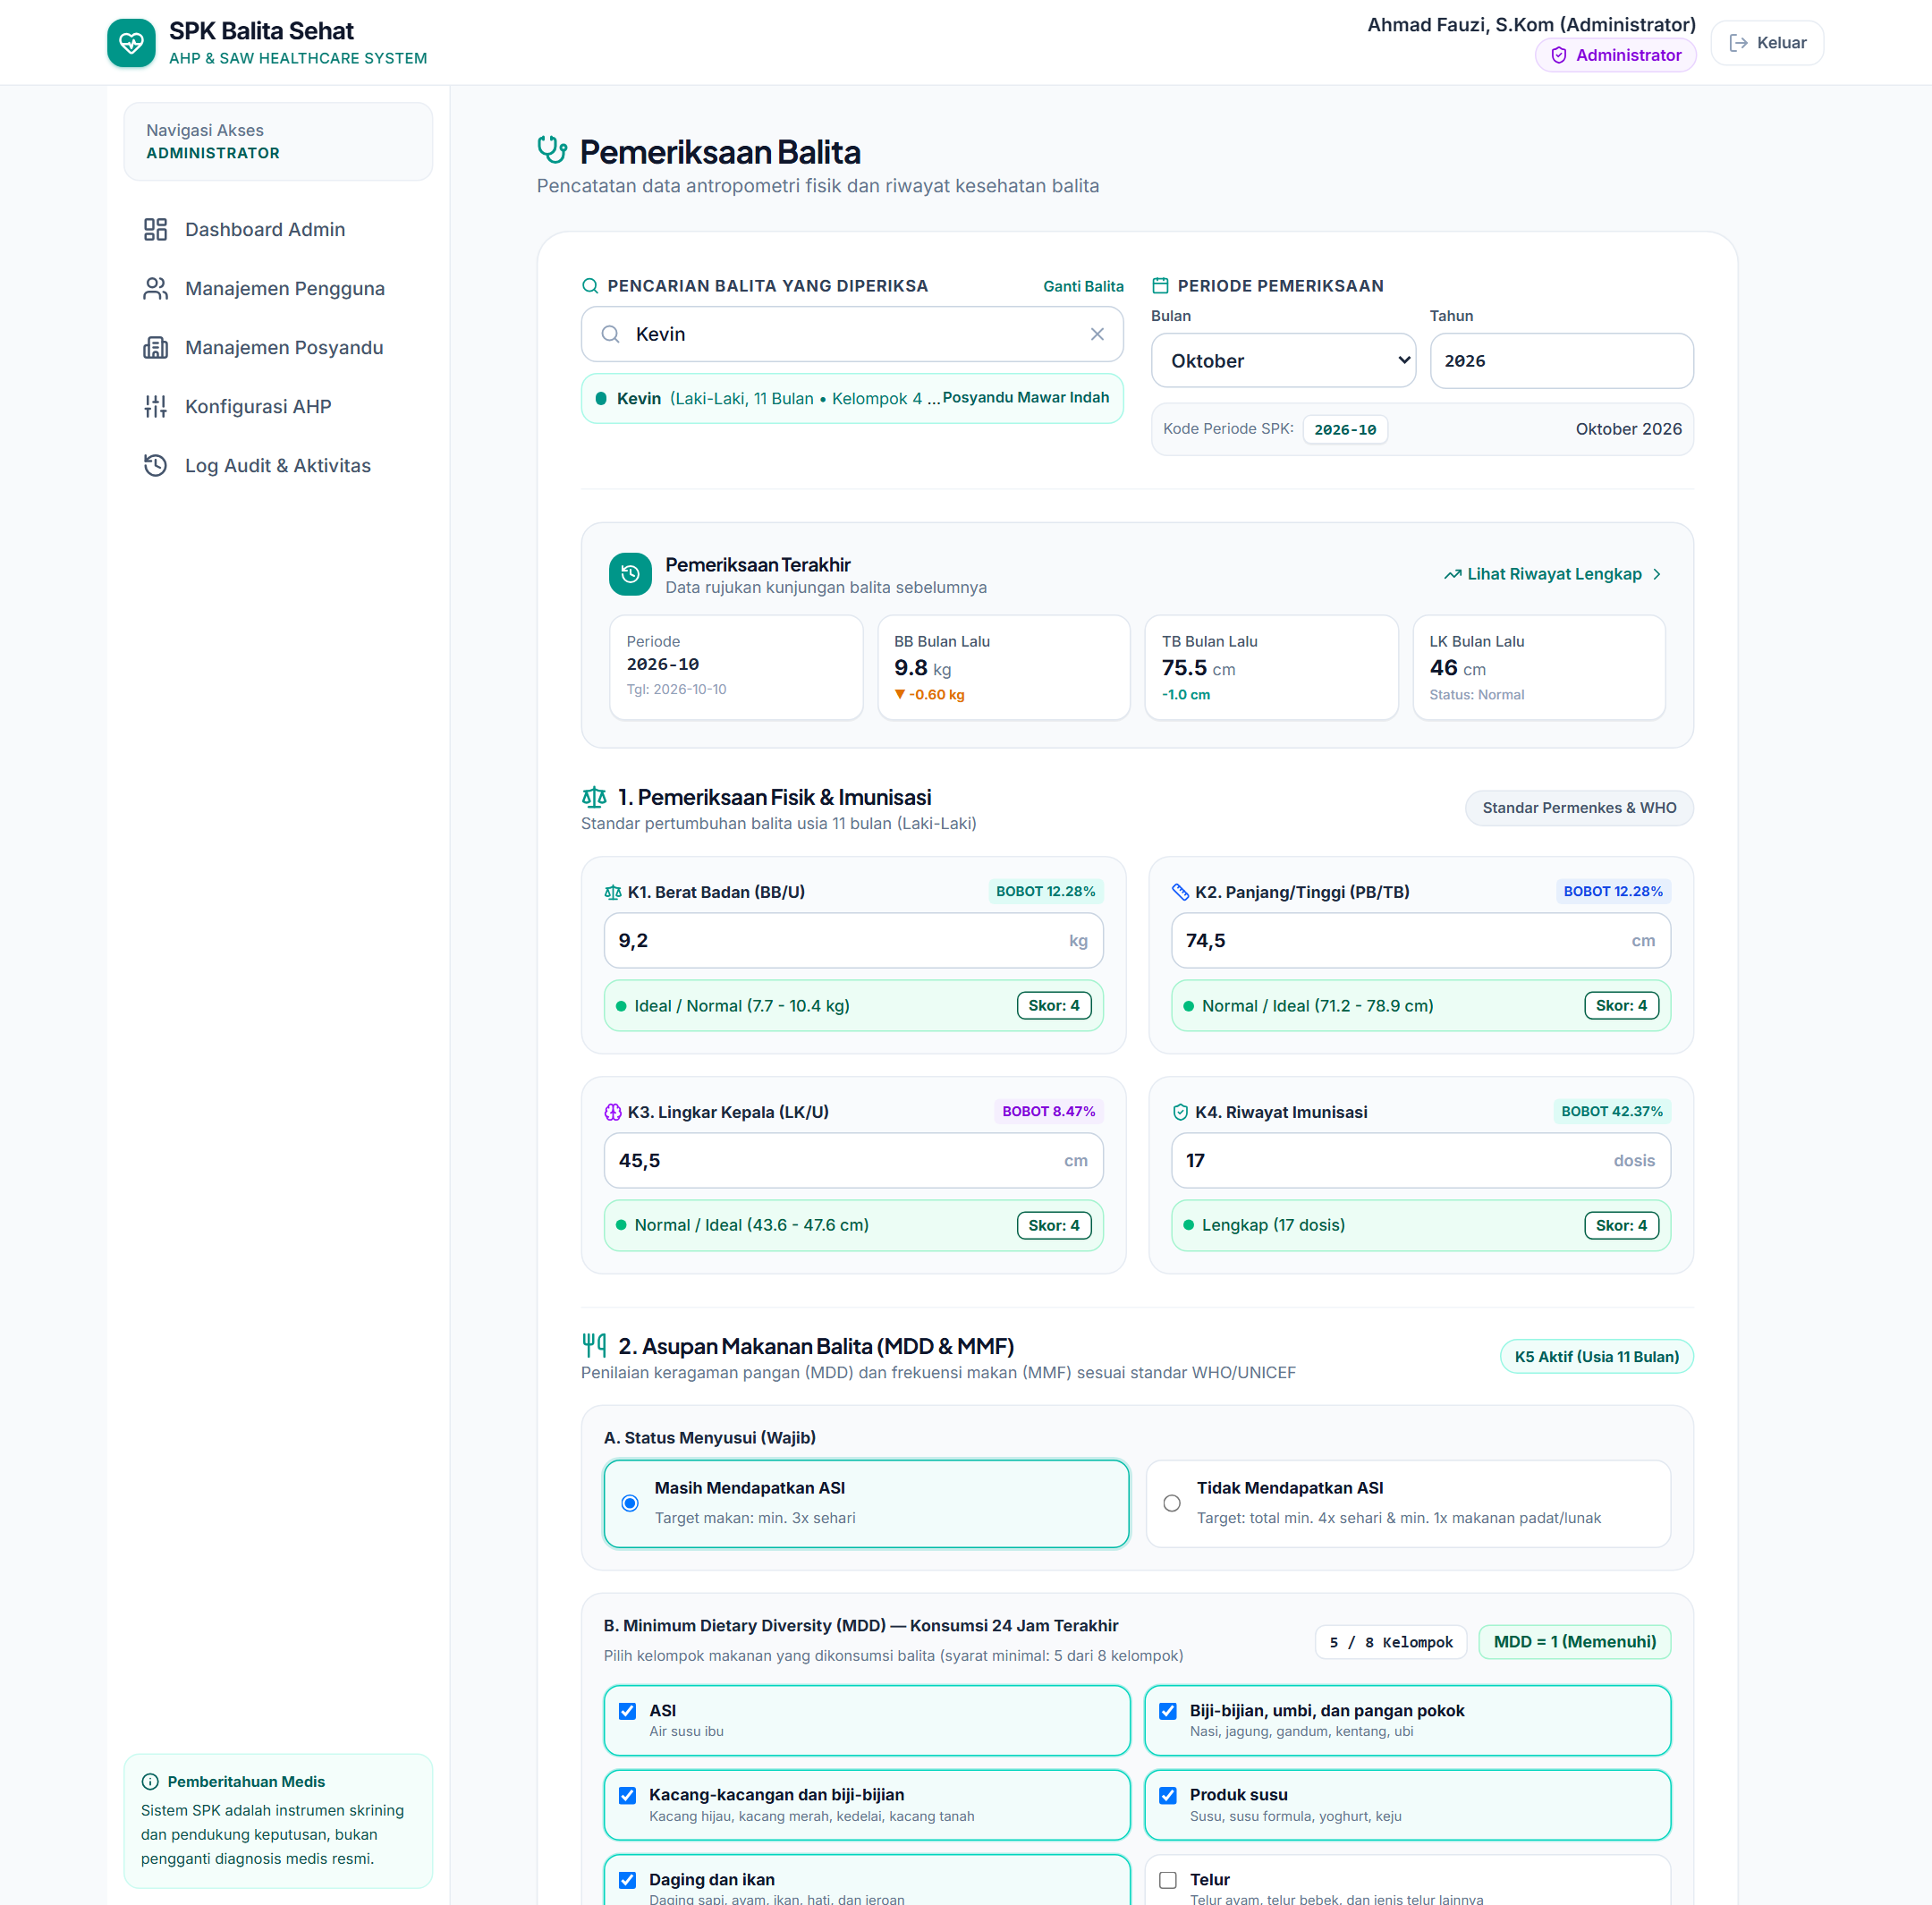 SPK Balita Sehat
AHP & SAW HEALTHCARE SYSTEM
Ahmad Fauzi, S.Kom (Administrator)
Administrator
Keluar
Navigasi Akses
ADMINISTRATOR
Dashboard Admin
Manajemen Pengguna
Manajemen Posyandu
Konfigurasi AHP
Log Audit & Aktivitas
Pemberitahuan Medis
Sistem SPK adalah instrumen skrining
dan pendukung keputusan, bukan
pengganti diagnosis medis resmi.
Pemeriksaan Balita
Pencatatan data antropometri fisik dan riwayat kesehatan balita
PENCARIAN BALITA YANG DIPERIKSA
Ganti Balita
Kevin
Kevin (Laki-Laki, 11 Bulan • Kelompok 4 ... Posyandu Mawar Indah
PERIODE PEMERIKSAAN
Bulan
Tahun
Oktober
2026
Kode Periode SPK: 2026-10 Oktober 2026
Pemeriksaan Terakhir
Data rujukan kunjungan balita sebelumnya
Lihat Riwayat Lengkap
Periode
2026-10
Tgl: 2026-10-10
BB Bulan Lalu
9.8 kg
▼ -0.60 kg
TB Bulan Lalu
75.5 cm
-1.0 cm
LK Bulan Lalu
46 cm
Status: Normal
1. Pemeriksaan Fisik & Imunisasi
Standar pertumbuhan balita usia 11 bulan (Laki-Laki)
Standar Permenkes & WHO
K1. Berat Badan (BB/U)
BOBOT 12.28%
9,2 kg
Ideal / Normal (7.7 - 10.4 kg)
Skor: 4
K2. Panjang/Tinggi (PB/TB)
BOBOT 12.28%
74,5 cm
Normal / Ideal (71.2 - 78.9 cm)
Skor: 4
K3. Lingkar Kepala (LK/U)
BOBOT 8.47%
45,5 cm
Normal / Ideal (43.6 - 47.6 cm)
Skor: 4
K4. Riwayat Imunisasi
BOBOT 42.37%
17 dosis
Lengkap (17 dosis)
Skor: 4
2. Asupan Makanan Balita (MDD & MMF)
Penilaian keragaman pangan (MDD) dan frekuensi makan (MMF) sesuai standar WHO/UNICEF
K5 Aktif (Usia 11 Bulan)
A. Status Menyusui (Wajib)
Masih Mendapatkan ASI
Target makan: min. 3x sehari
Tidak Mendapatkan ASI
Target: total min. 4x sehari & min. 1x makanan padat/lunak
B. Minimum Dietary Diversity (MDD) — Konsumsi 24 Jam Terakhir
Pilih kelompok makanan yang dikonsumsi balita (syarat minimal: 5 dari 8 kelompok)
5 / 8 Kelompok
MDD = 1 (Memenuhi)
ASI
Air susu ibu
Biji-bijian, umbi, dan pangan pokok
Nasi, jagung, gandum, kentang, ubi
Kacang-kacangan dan biji-bijian
Kacang hijau, kacang merah, kedelai, kacang tanah
Produk susu
Susu, susu formula, yoghurt, keju
Daging dan ikan
Daging sapi, ayam, ikan, hati, dan jeroan
Telur
Telur ayam, telur bebek, dan jenis telur lainnya